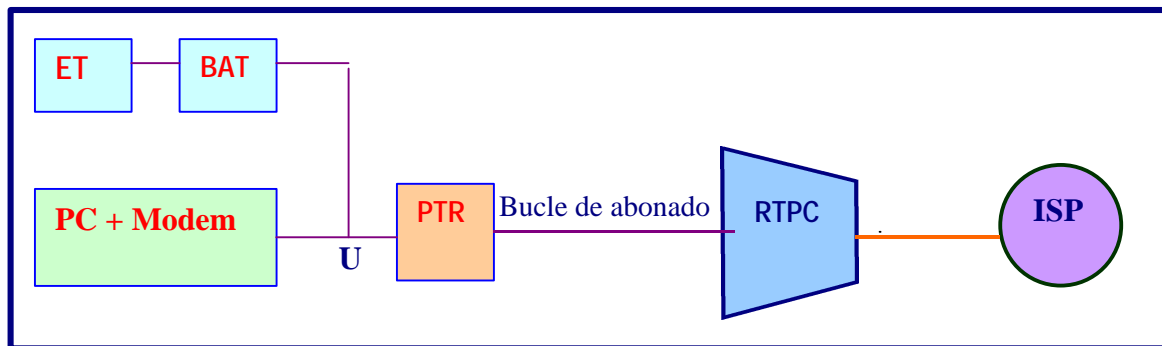 ET
BAT
PC + Modem
U
PTR
Bucle de abonado
RTPC
ISP